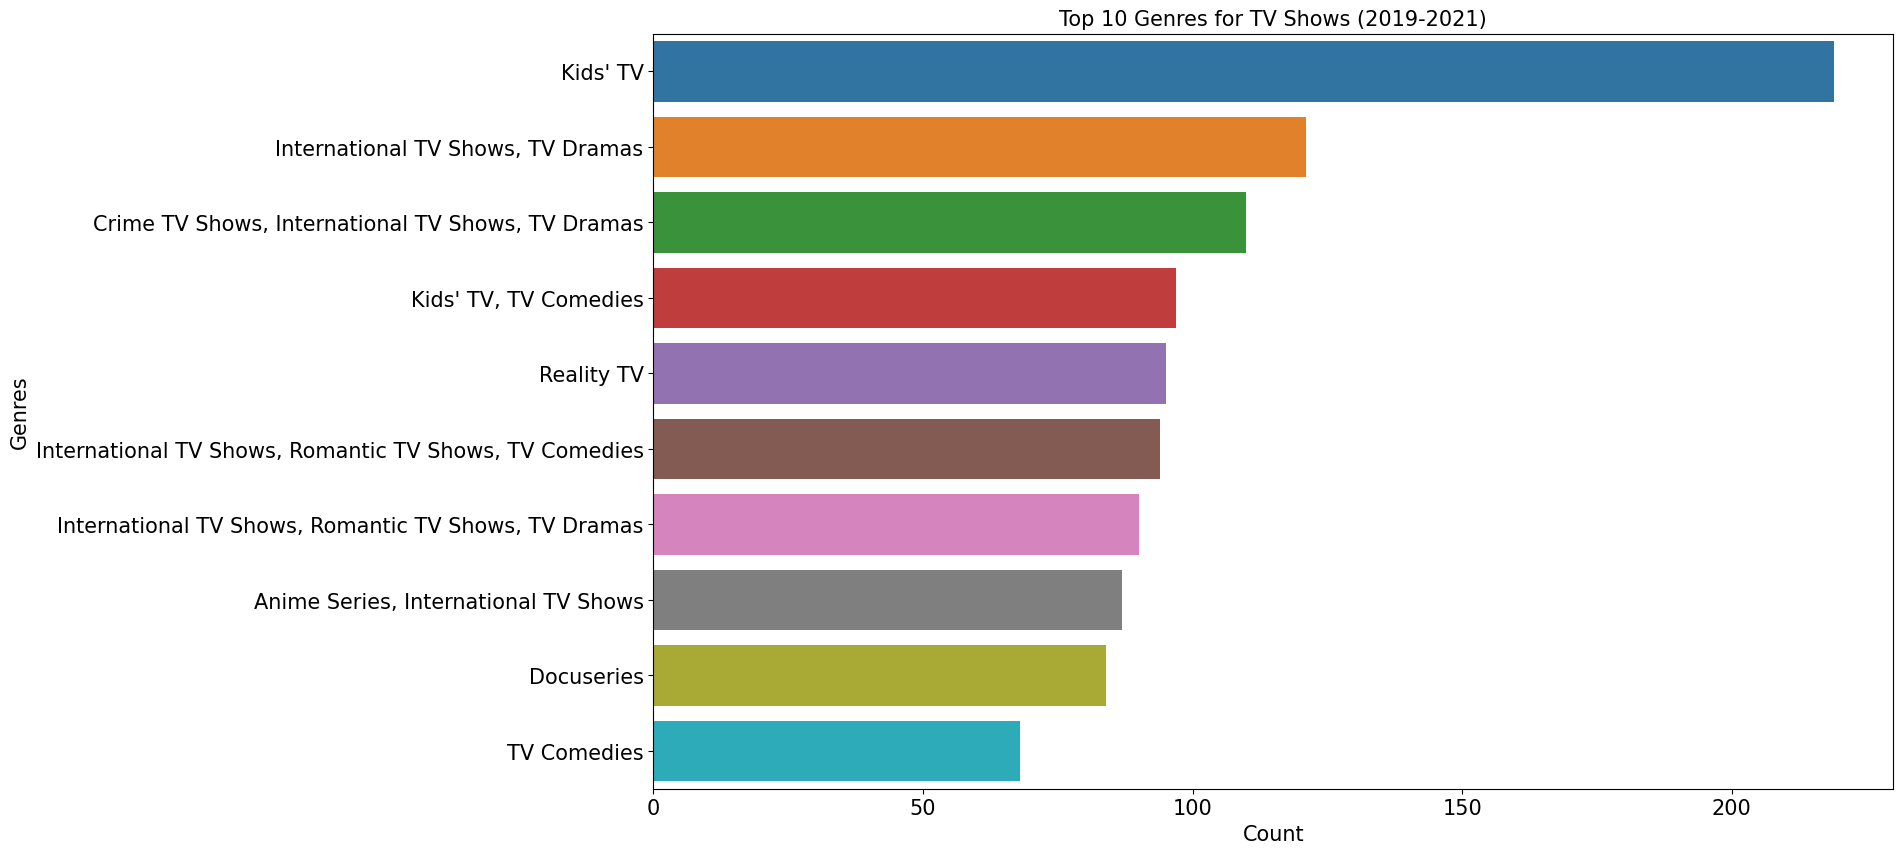 Top 10 Genres for TV Shows (2019-2021)
Genres
Kids' TV
International TV Shows, TV Dramas
Crime TV Shows, International TV Shows, TV Dramas
Kids' TV, TV Comedies
Reality TV
International TV Shows, Romantic TV Shows, TV Comedies
International TV Shows, Romantic TV Shows, TV Dramas
Anime Series, International TV Shows
Docuseries
TV Comedies
0 50 100 150 200
Count